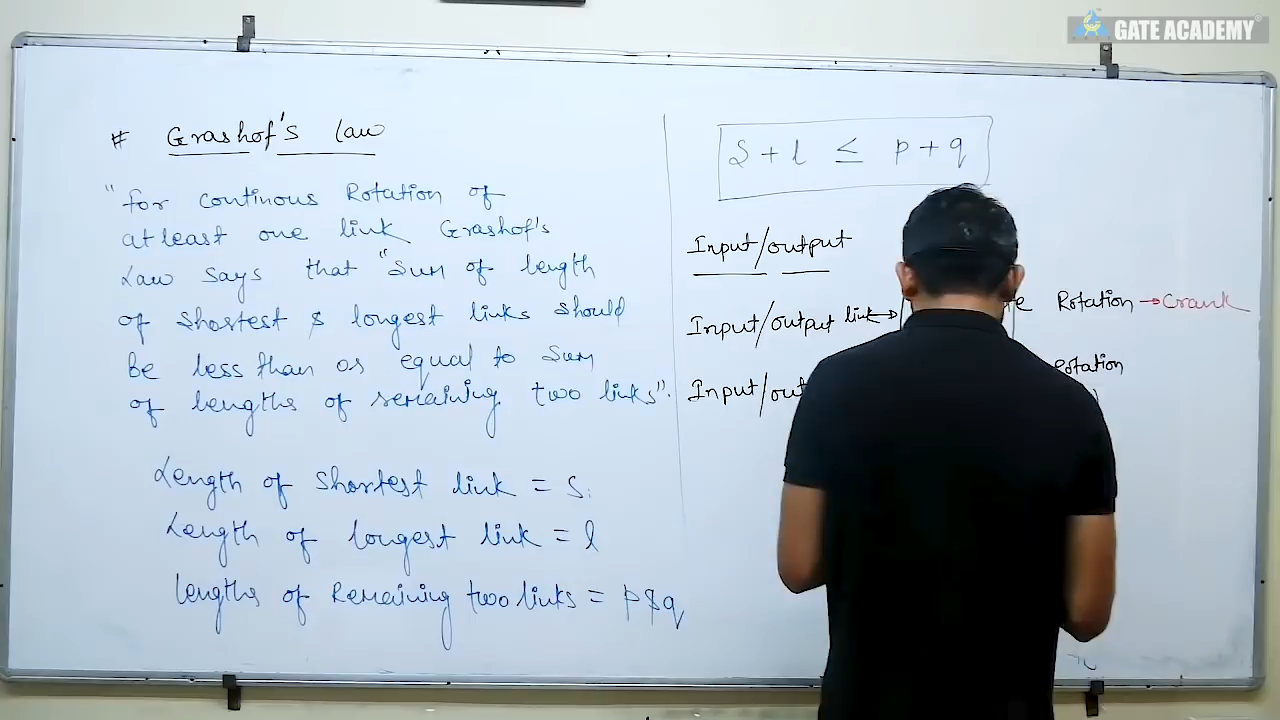 GATE ACADEMY
# Grashof's Law
"for continous Rotation of
atleast one link Grashof's
Law says that "Sum of length
of shortest & longest links should
be less than or equal to sum
of lengths of remaining two links".
Length of shortest link = s.
Length of longest link = l
lengths of Remaining two links = p & q
S + l ≤ p + q
Input/output
Input/output link→ Rotation → Crank
Input/out Rotation